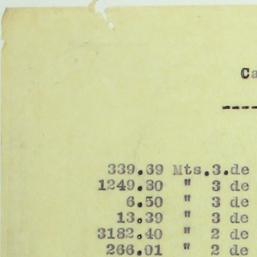 Ca
339.69 Mts.3.de
1249.30 " 3 de
6.50 " 3 de
13.39 " 3 de
3182.40 " 2 de
266.01 " 2 de